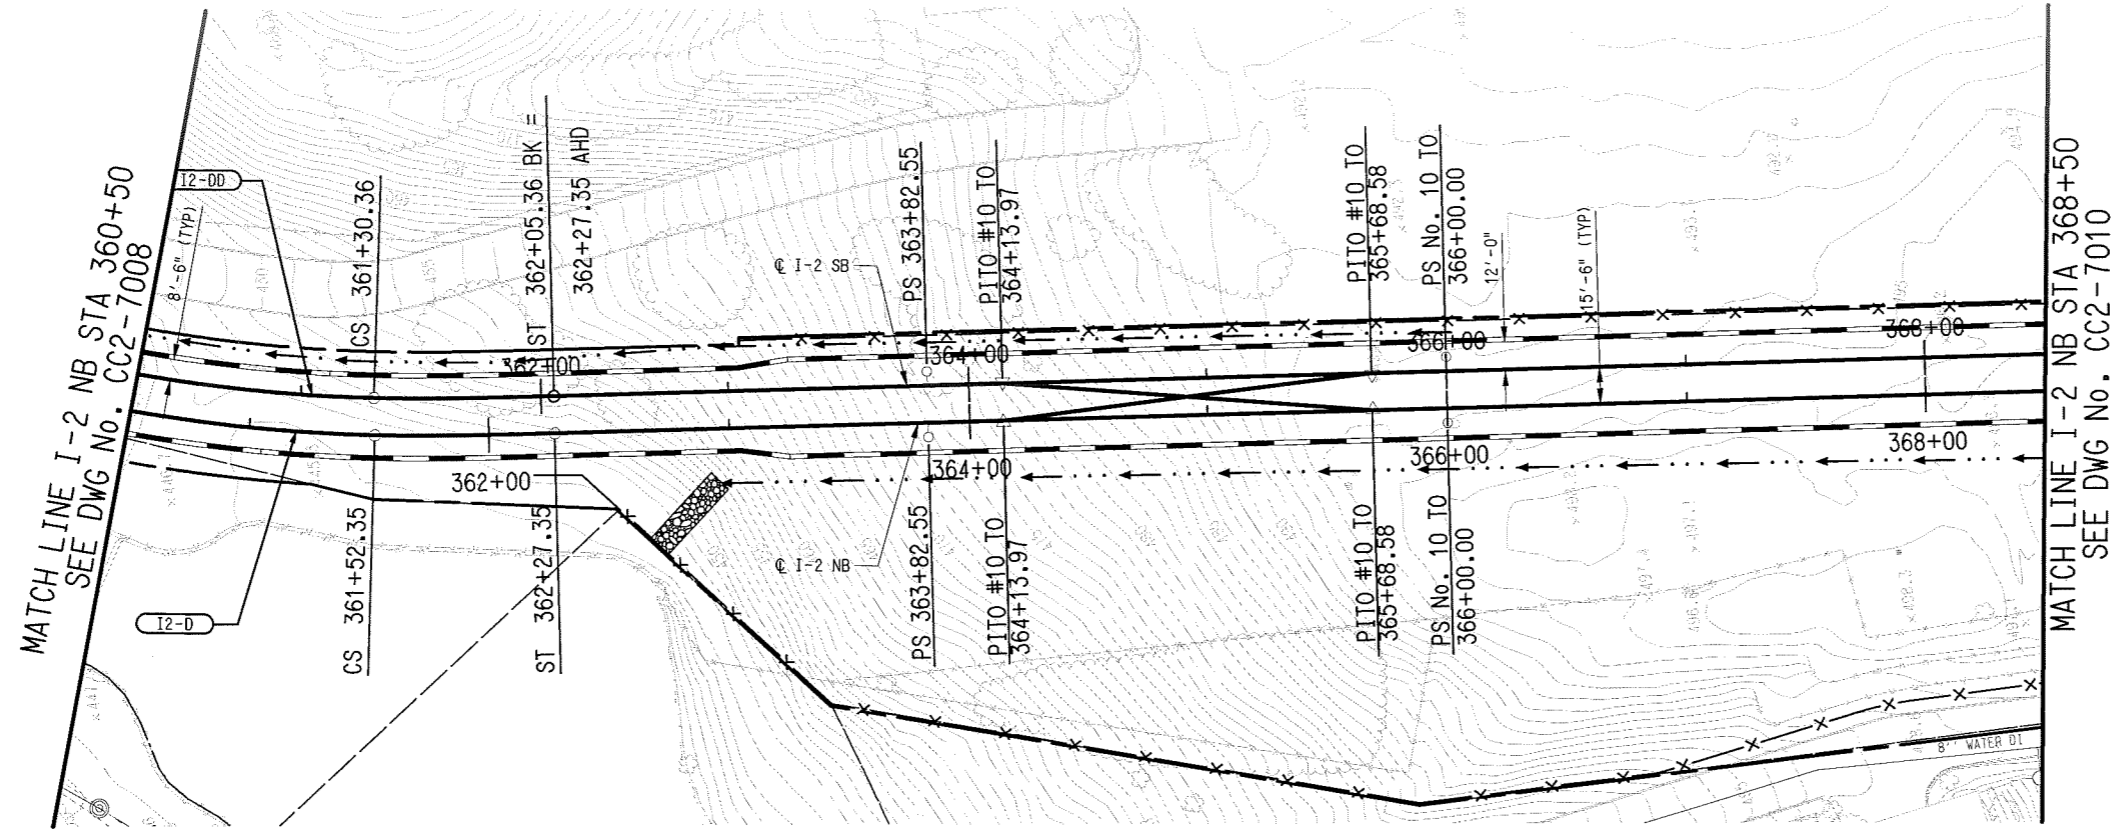 MATCH LINE I-2 NB STA 360+50
SEE DWG No. CC2-7008
I2-DD
8'-6" (TYP)
CS 361+30.36
ST 362+05.36 BK =
362+27.35 AHD
℄ I-2 SB
PS 363+82.55
PITO #10 TO
364+13.97
PITO #10 TO
365+68.58
PS No. 10 TO
366+00.00
12'-0"
15'-6" (TYP)
362+00
364+00
366+00
368+00
362+00
364+00
366+00
368+00
I2-D
CS 361+52.35
ST 362+27.35
℄ I-2 NB
PS 363+82.55
PITO #10 TO
364+13.97
PITO #10 TO
365+68.58
PS No. 10 TO
366+00.00
8" WATER DI
MATCH LINE I-2 NB STA 368+50
SEE DWG No. CC2-7010